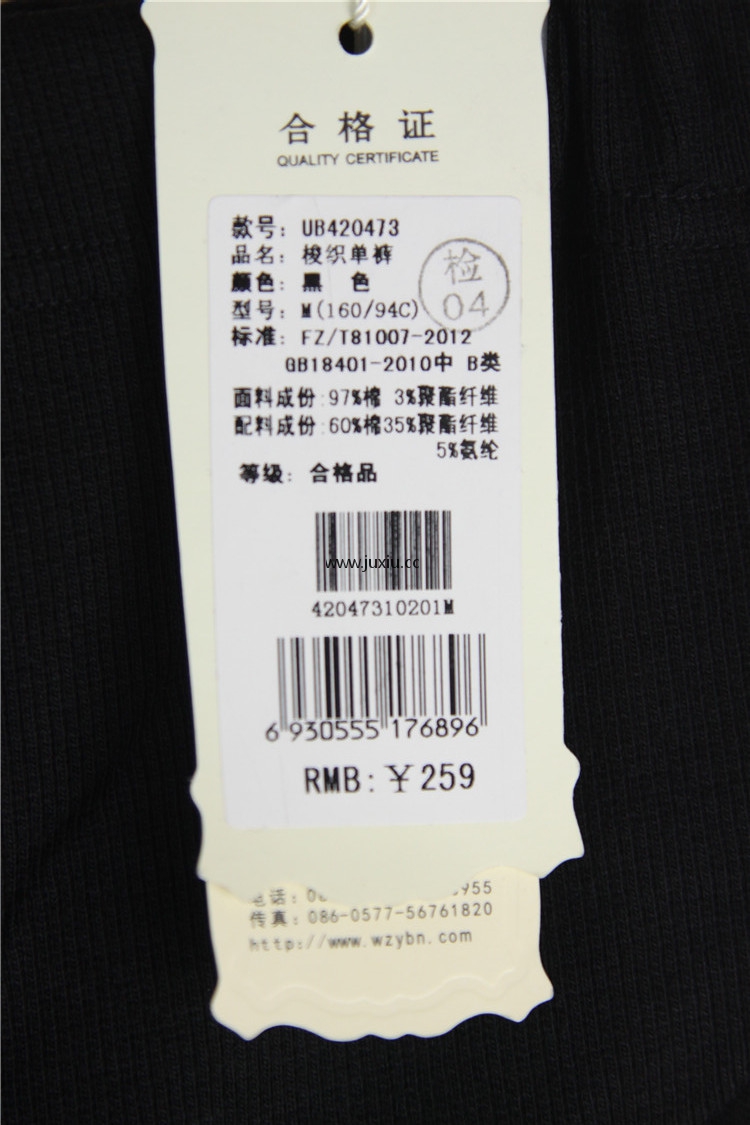 合格证
QUALITY CERTIFICATE
款号: UB420473
品名: 梭织单裤
颜色: 黑 色
型号: M(160/94C)
检
04
标准: FZ/T81007-2012
GB18401-2010中 B类
面料成份:97%棉 3%聚酯纤维
配料成份:60%棉35%聚酯纤维
5%氨纶
等级: 合格品
www.juxiu.cc
42047310201M
6 930555 176896
RMB:￥259
电话: 955
传真: 086-0577-56761820
http://www.wzybn.com